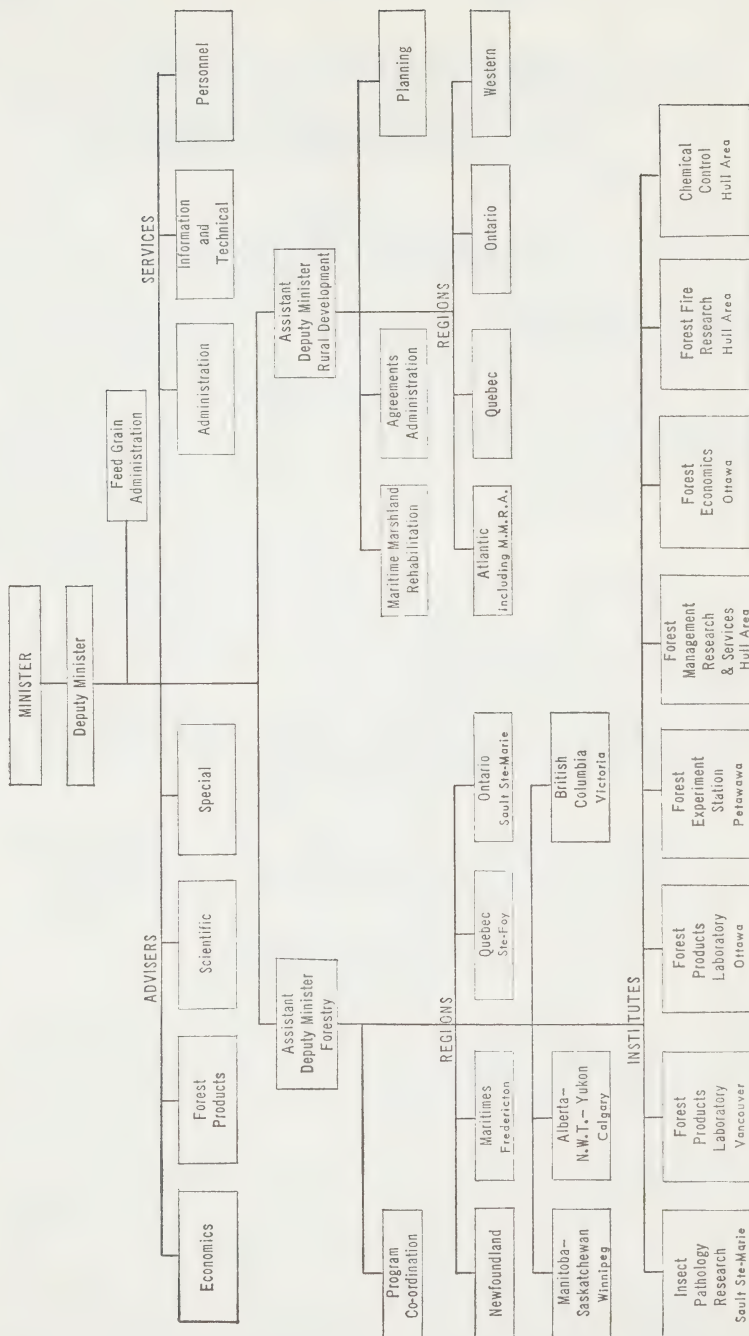 MINISTER
Deputy Minister
Feed Grain
Administration
ADVISERS
SERVICES
Economics
Forest
Products
Scientific
Special
Administration
Information
and
Technical
Personnel
Assistant
Deputy Minister
Forestry
Assistant
Deputy Minister
Rural Development
Program
Co-ordination
Maritime Marshland
Rehabilitation
Agreements
Administration
Planning
REGIONS
Newfoundland
Maritimes
Fredericton
Quebec
Ste-Foy
Ontario
Sault Ste-Marie
Manitoba-
Saskatchewan
Winnipeg
Alberta-
N.W.T.-Yukon
Calgary
British
Columbia
Victoria
REGIONS
Atlantic
Including M.M.R.A.
Quebec
Ontario
Western
INSTITUTES
Insect
Pathology
Research
Sault Ste-Marie
Forest
Products
Laboratory
Vancouver
Forest
Products
Laboratory
Ottawa
Forest
Experiment
Station
Petawawa
Forest
Management
Research
& Services
Hull Area
Forest
Economics
Ottawa
Forest Fire
Research
Hull Area
Chemical
Control
Hull Area